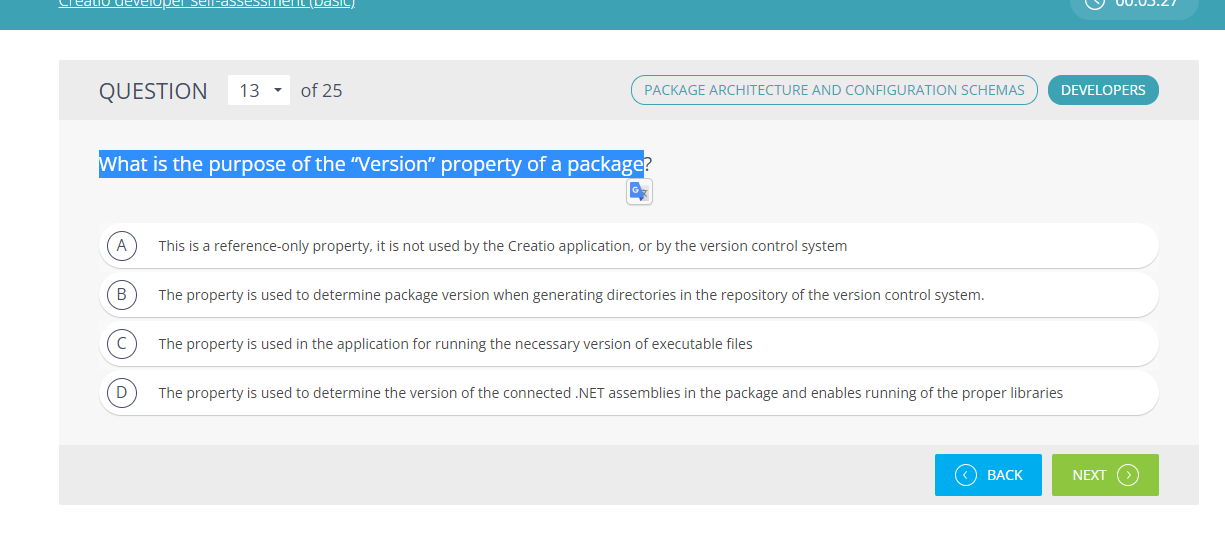 Creatio developer self-assessment (basic)
00:03:27
QUESTION 13 of 25
PACKAGE ARCHITECTURE AND CONFIGURATION SCHEMAS
DEVELOPERS
What is the purpose of the “Version” property of a package?
A This is a reference-only property, it is not used by the Creatio application, or by the version control system
B The property is used to determine package version when generating directories in the repository of the version control system.
C The property is used in the application for running the necessary version of executable files
D The property is used to determine the version of the connected .NET assemblies in the package and enables running of the proper libraries
BACK
NEXT